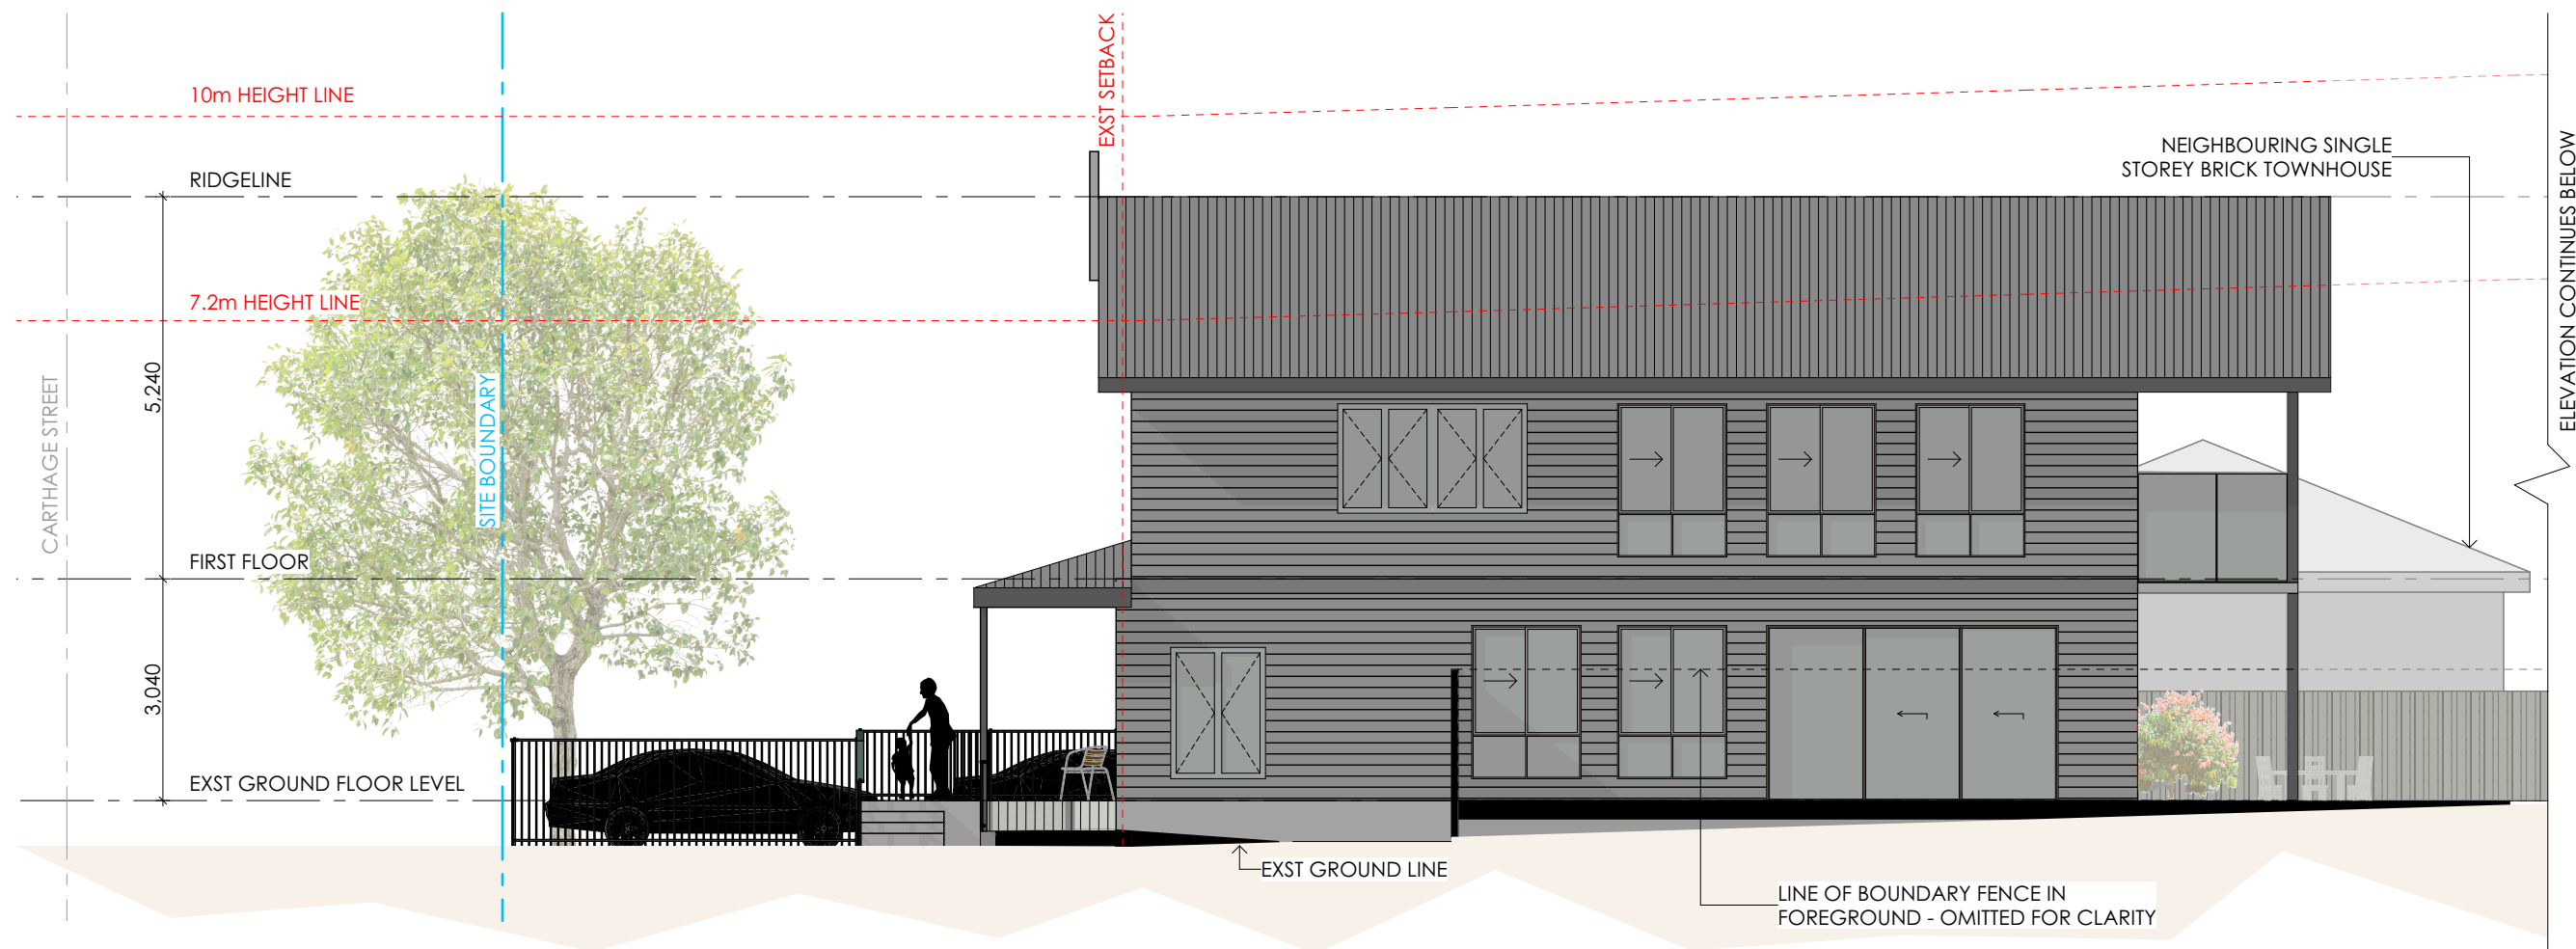 10m HEIGHT LINE
RIDGELINE
7.2m HEIGHT LINE
5,240
FIRST FLOOR
3,040
EXST GROUND FLOOR LEVEL
CARTHAGE STREET
SITE BOUNDARY
EXST SETBACK
NEIGHBOURING SINGLE
STOREY BRICK TOWNHOUSE
ELEVATION CONTINUES BELOW
EXST GROUND LINE
LINE OF BOUNDARY FENCE IN
FOREGROUND - OMITTED FOR CLARITY